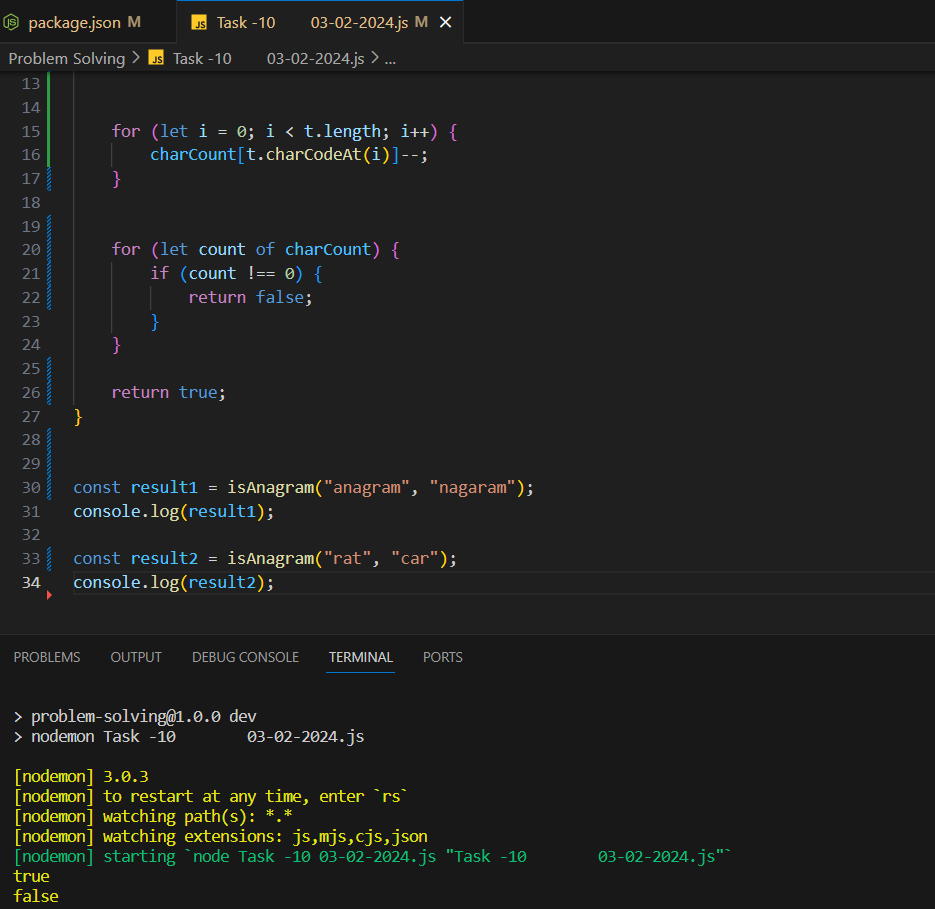 package.json M
JS Task -10 03-02-2024.js M ×
Problem Solving > JS Task -10 03-02-2024.js > ...
13
14
15 for (let i = 0; i < t.length; i++) {
16 charCount[t.charCodeAt(i)]--;
17 }
18
19
20 for (let count of charCount) {
21 if (count !== 0) {
22 return false;
23 }
24 }
25
26 return true;
27 }
28
29
30 const result1 = isAnagram("anagram", "nagaram");
31 console.log(result1);
32
33 const result2 = isAnagram("rat", "car");
34 console.log(result2);
PROBLEMS OUTPUT DEBUG CONSOLE TERMINAL PORTS
> problem-solving@1.0.0 dev
> nodemon Task -10 03-02-2024.js
[nodemon] 3.0.3
[nodemon] to restart at any time, enter `rs`
[nodemon] watching path(s): *.*
[nodemon] watching extensions: js,mjs,cjs,json
[nodemon] starting `node Task -10 03-02-2024.js "Task -10 03-02-2024.js"`
true
false